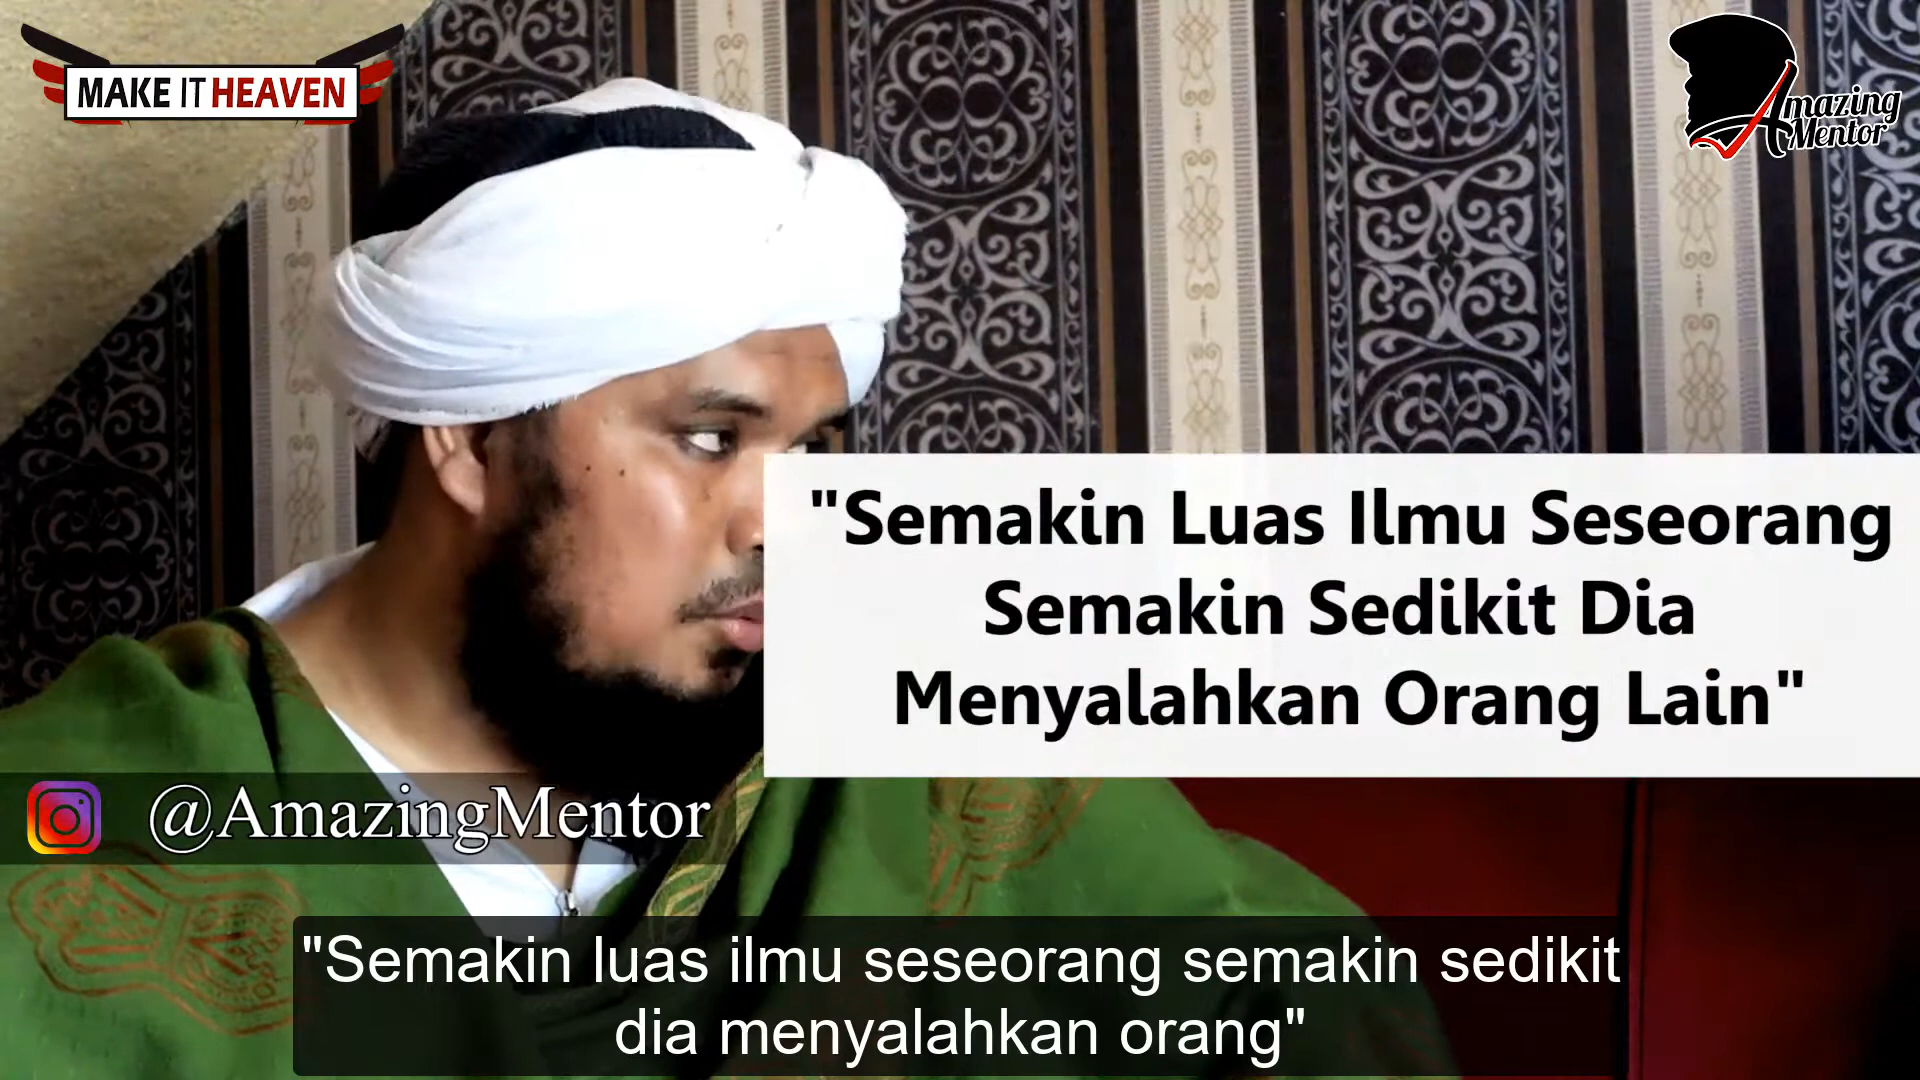 MAKE IT HEAVEN
Amazing
Mentor
"Semakin Luas Ilmu Seseorang
Semakin Sedikit Dia
Menyalahkan Orang Lain"
@AmazingMentor
"Semakin luas ilmu seseorang semakin sedikit
dia menyalahkan orang"